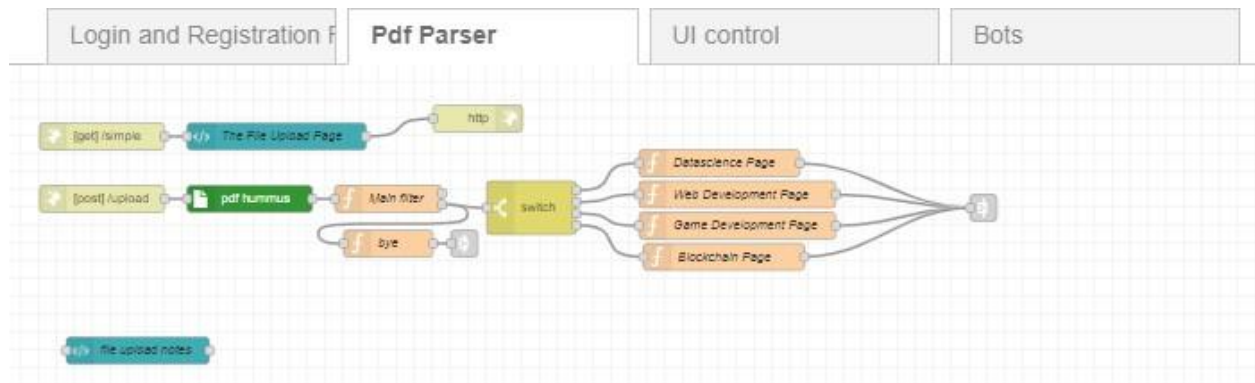 Login and Registration F
Pdf Parser
UI control
Bots
[get] /simple
The File Upload Page
http
[post] /upload
pdf hummus
Main filter
switch
bye
Datascience Page
Web Development Page
Game Development Page
Blockchain Page
file upload notes